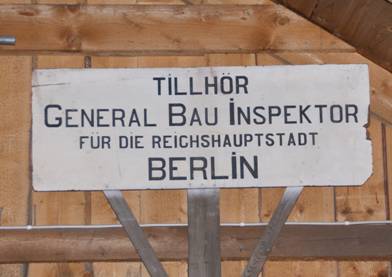 TILLHÖR
GENERAL BAU INSPEKTOR
FÜR DIE REICHSHAUPTSTADT
BERLIN